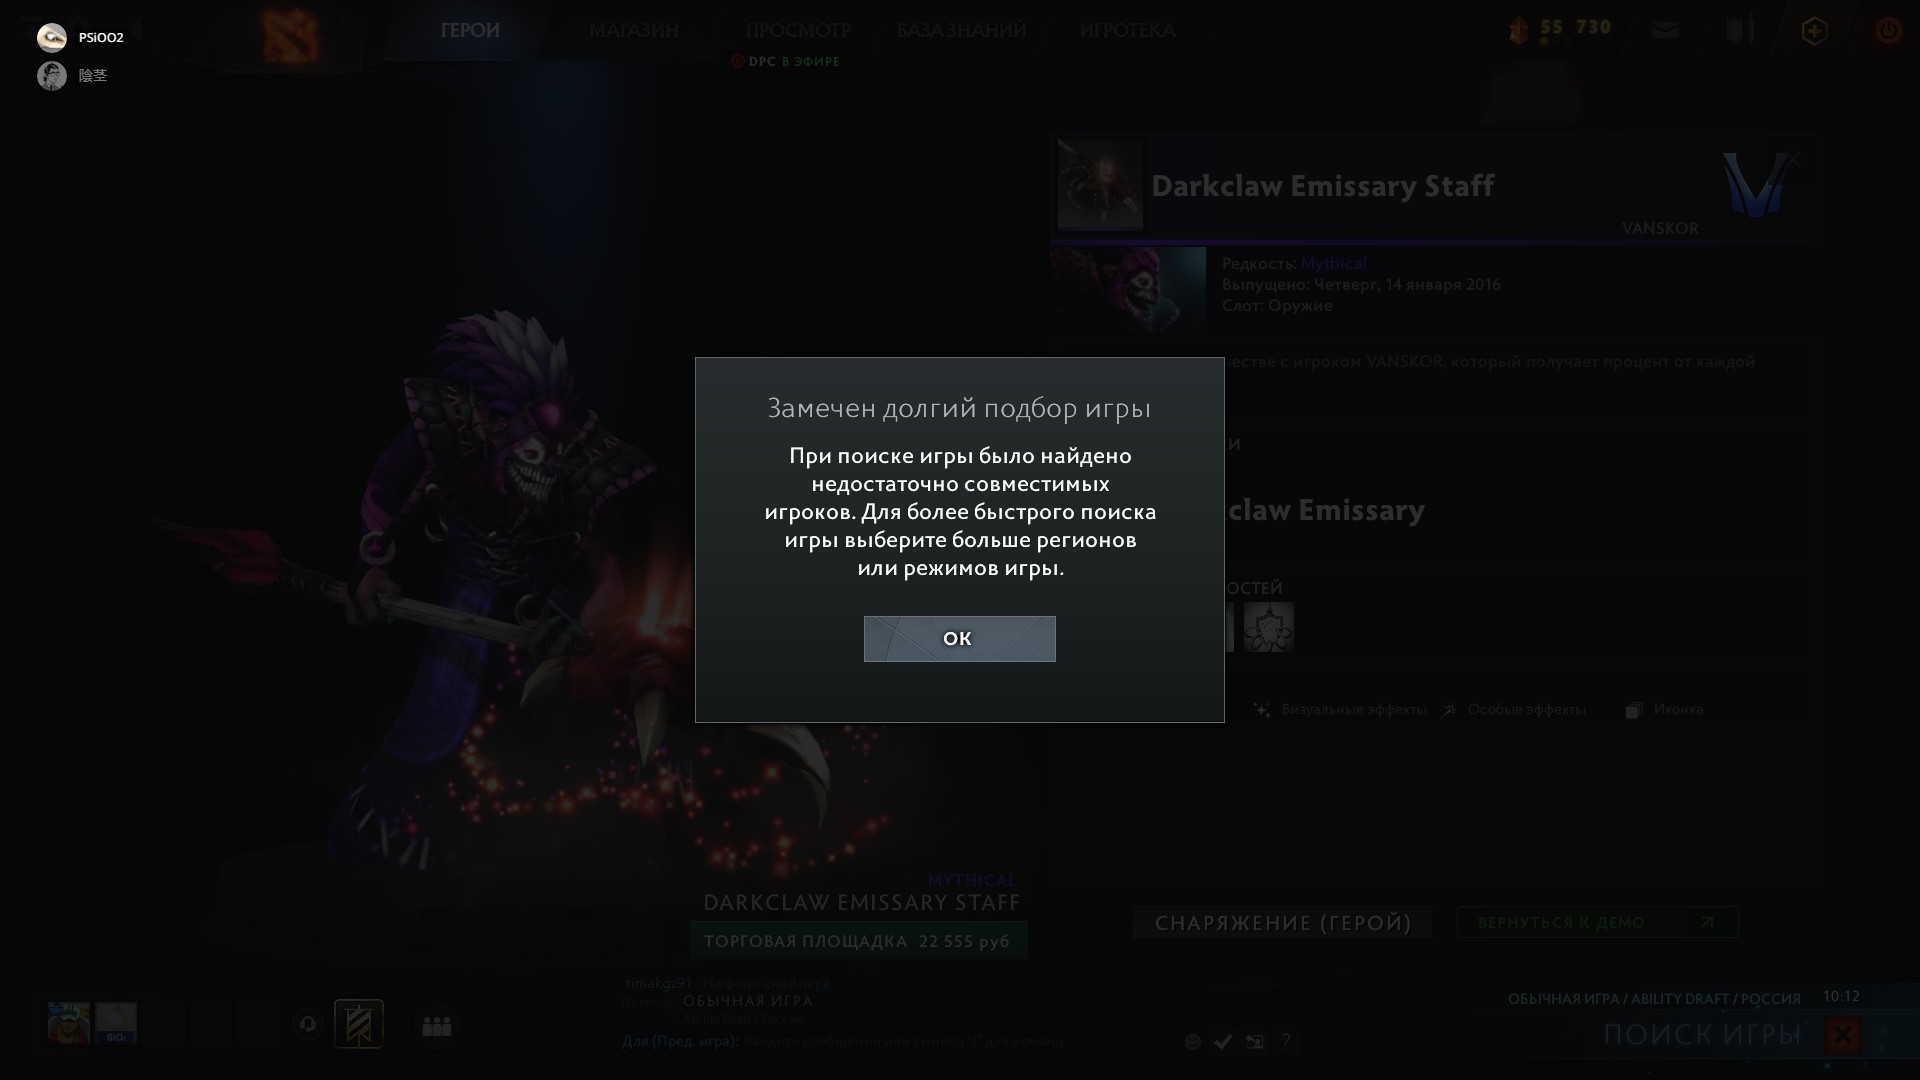 PSiOO2
陰茎
ГЕРОИ
МАГАЗИН
ПРОСМОТР
БАЗА ЗНАНИЙ
ИГРОТЕКА
DPC В ЭФИРЕ
55 730
Darkclaw Emissary Staff
VANSKOR
Редкость: Mythical
Выпущено: Четверг, 14 января 2016
Слот: Оружие
с игроком VANSKOR, который получает процент от каждой
Замечен долгий подбор игры
При поиске игры было найдено
недостаточно совместимых
игроков. Для более быстрого поиска
игры выберите больше регионов
или режимов игры.
OK
claw Emissary
Визуальные эффекты
Особые эффекты
Иконка
MYTHICAL
DARKCLAW EMISSARY STAFF
ТОРГОВАЯ ПЛОЩАДКА 22 555 руб
СНАРЯЖЕНИЕ (ГЕРОЙ)
ВЕРНУТЬСЯ К ДЕМО
timakgz91 На фоне снайпера
ОБЫЧНАЯ ИГРА
Ability Draft / Россия
Для (Пред. игра): Введите сообщение или символ "/" для команд.
SiO₂
?
ОБЫЧНАЯ ИГРА / ABILITY DRAFT / РОССИЯ 10:12
ПОИСК ИГРЫ